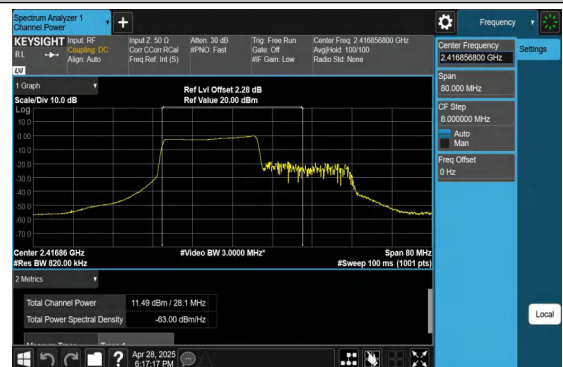 Spectrum Analyzer 1
Channel Power
Frequency
KEYSIGHT
Input: RF
Coupling: DC
Align: Auto
Input Z: 50 Ω
Corr CCorr RCal
Freq Ref: Int (S)
Atten: 30 dB
#PNO: Fast
Trig: Free Run
Gate: Off
#IF Gain: Low
Center Freq: 2.416856800 GHz
Avg|Hold: 100/100
Radio Std: None
RL
LXI
Center Frequency
2.416856800 GHz
Settings
Span
80.000 MHz
CF Step
8.000000 MHz
Auto
Man
Freq Offset
0 Hz
1 Graph
Scale/Div 10.0 dB
Ref Lvl Offset 2.28 dB
Ref Value 20.00 dBm
Log
10.0
0.00
-10.0
-20.0
-30.0
-40.0
-50.0
-60.0
-70.0
Center 2.41686 GHz
#Video BW 3.0000 MHz*
Span 80 MHz
#Res BW 820.00 kHz
#Sweep 100 ms (1001 pts)
2 Metrics
Total Channel Power 11.49 dBm / 28.1 MHz
Total Power Spectral Density -63.00 dBm/Hz
Local
?
Apr 28, 2025
6:17:17 PM